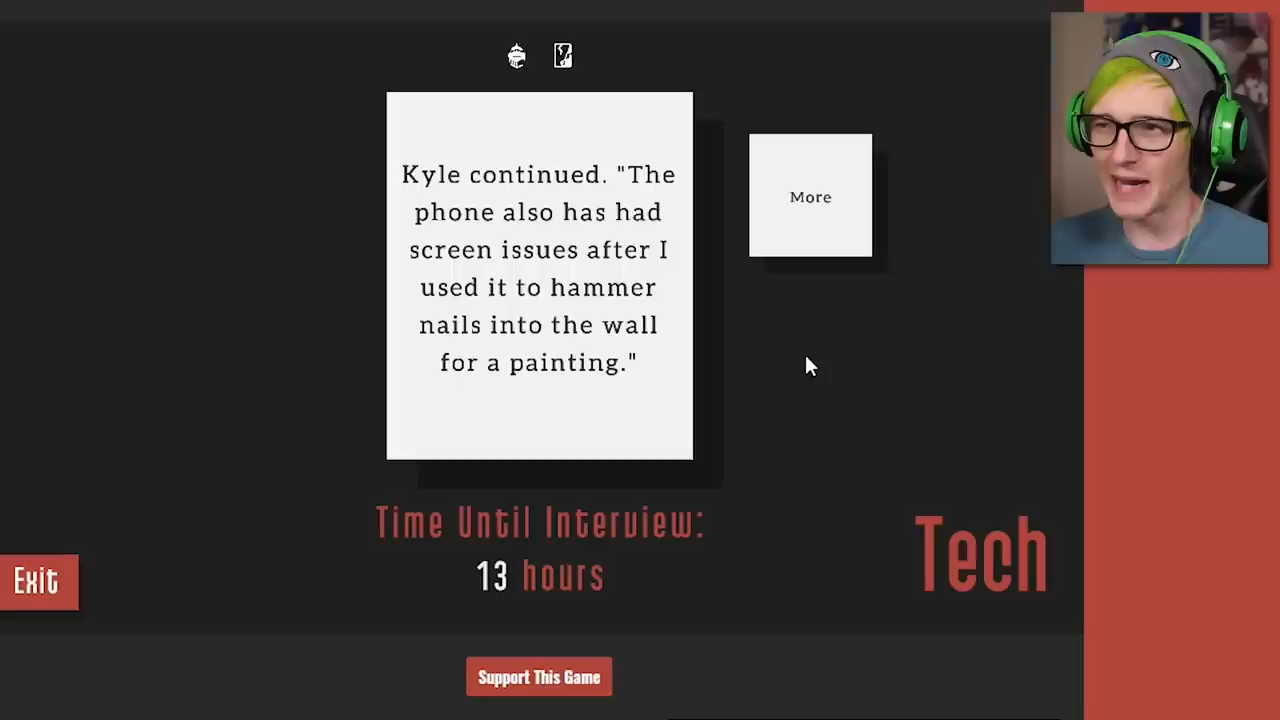 Kyle continued. "The
phone also has had
screen issues after I
used it to hammer
nails into the wall
for a painting."
More
Time Until Interview:
13 hours
Tech
Exit
Support This Game